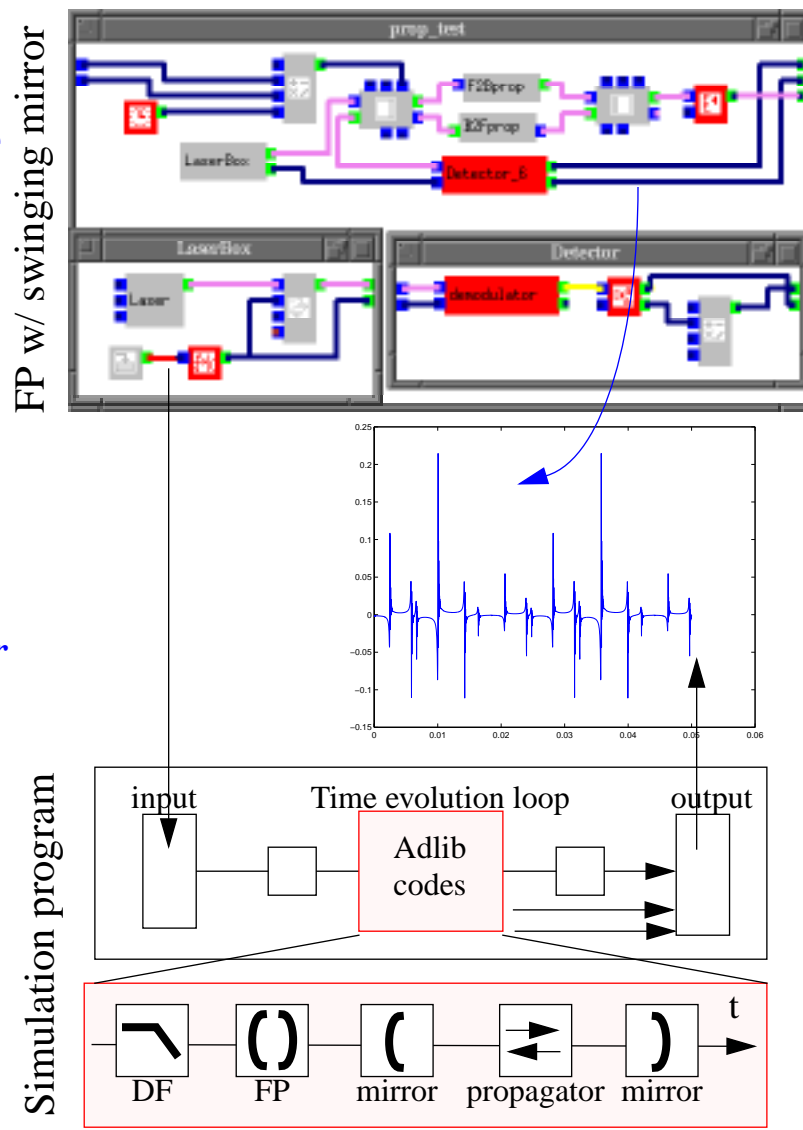 FP w/ swinging mirror
prop_test
F2Bprop
B2Fprop
LaserBox
Detector_6
LaserBox
Laser
Detector
demodulator
0.25
0.2
0.15
0.1
0.05
0
−0.05
−0.1
−0.15
0
0.01
0.02
0.03
0.04
0.05
0.06
Simulation program
input
Time evolution loop
output
Adlib
codes
t
DF
FP
mirror
propagator
mirror